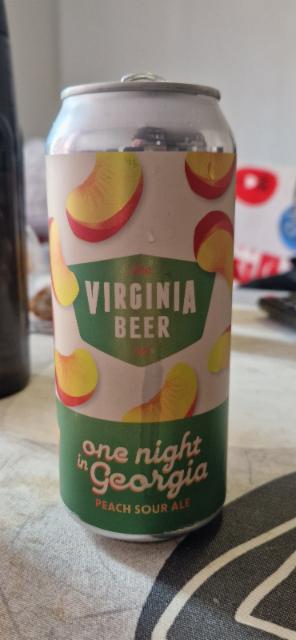 VIRGINIA
BEER
one night
in Georgia
PEACH SOUR ALE